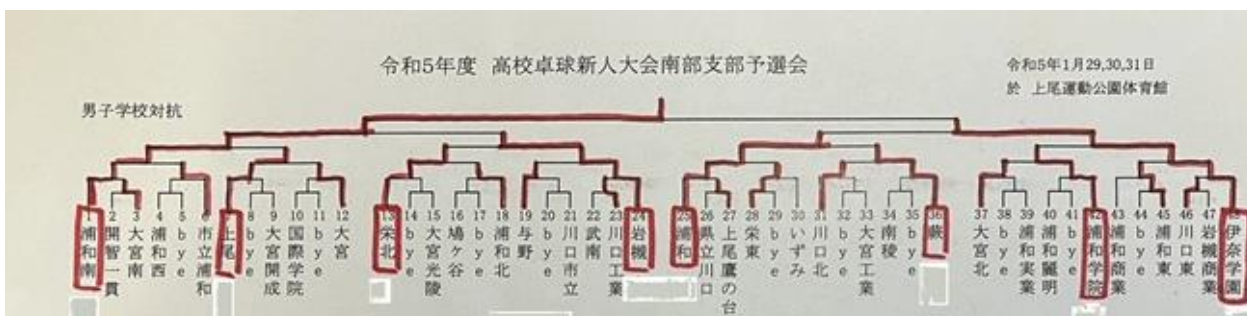 令和5年度 高校卓球新人大会南部支部予選会
令和5年1月29,30,31日
於 上尾運動公園体育館
男子学校対抗
1 浦和南
2 開智一貫
3 大宮南
4 浦和西
5 bye
6 市立浦和
7 上尾
8 bye
9 大宮開成
10 国際学院
11 bye
12 大宮
13 栄北
14 bye
15 大宮光陵
16 鳩ヶ谷
17 bye
18 浦和北
19 与野
20 bye
21 川口市立
22 武南
23 川口工業
24 岩槻
25 浦和
26 県立川口
27 上尾鷹の台
28 栄東
29 bye
30 いずみ
31 川口北
32 bye
33 大宮工業
34 南稜
35 bye
36 蕨
37 大宮北
38 bye
39 浦和実業
40 浦和麗明
41 bye
42 浦和学院
43 浦和商業
44 bye
45 浦和東
46 川口東
47 岩槻商業
48 伊奈学園